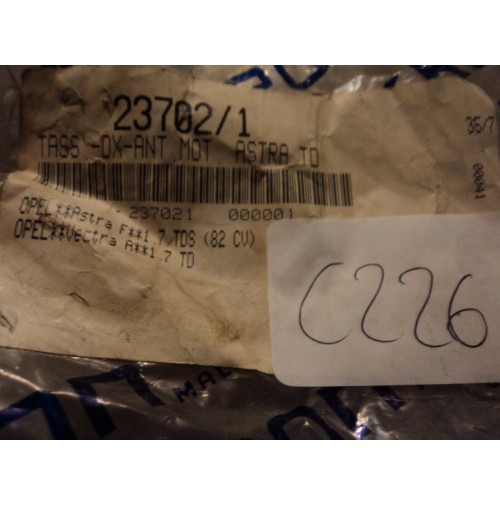 23702/1
TASS -DX-ANT MOT. ASTRA TD
35/7
00041
237021 000001
OPEL**Astra F**1.7 TDS (82 CV)
OPEL**Vectra A**1.7 TD
C226